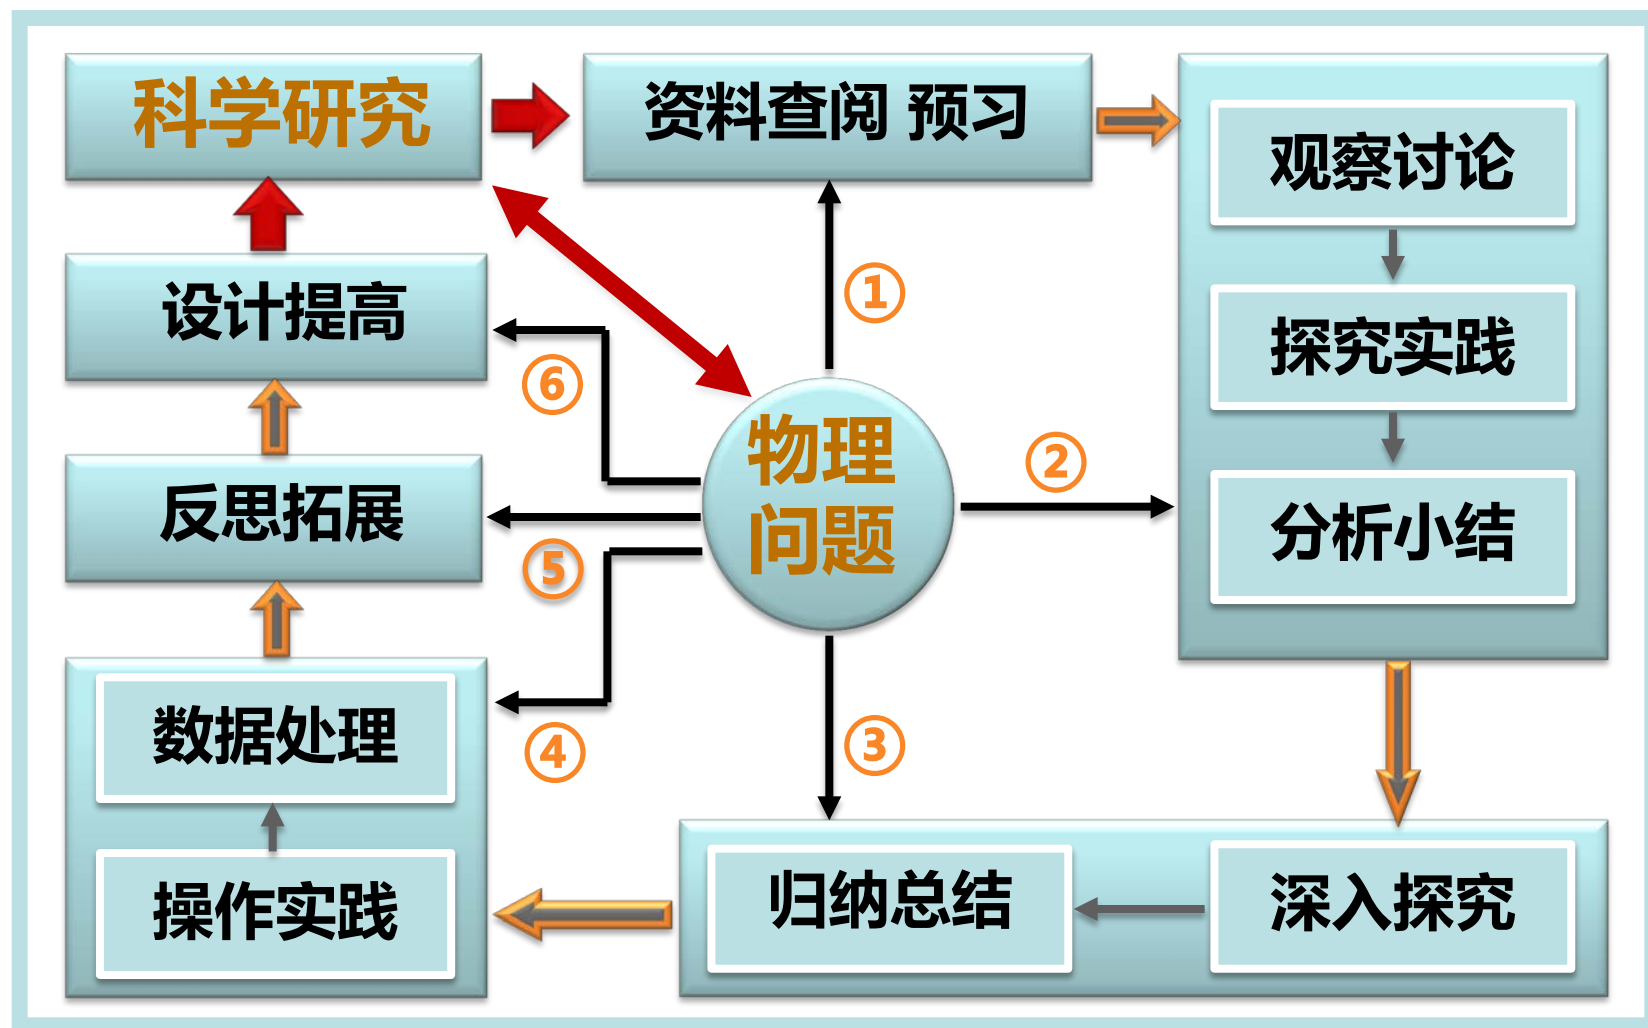 科学研究
资料查阅 预习
观察讨论
探究实践
分析小结
设计提高
①
⑥
物理
问题
②
反思拓展
⑤
④
③
数据处理
操作实践
归纳总结
深入探究